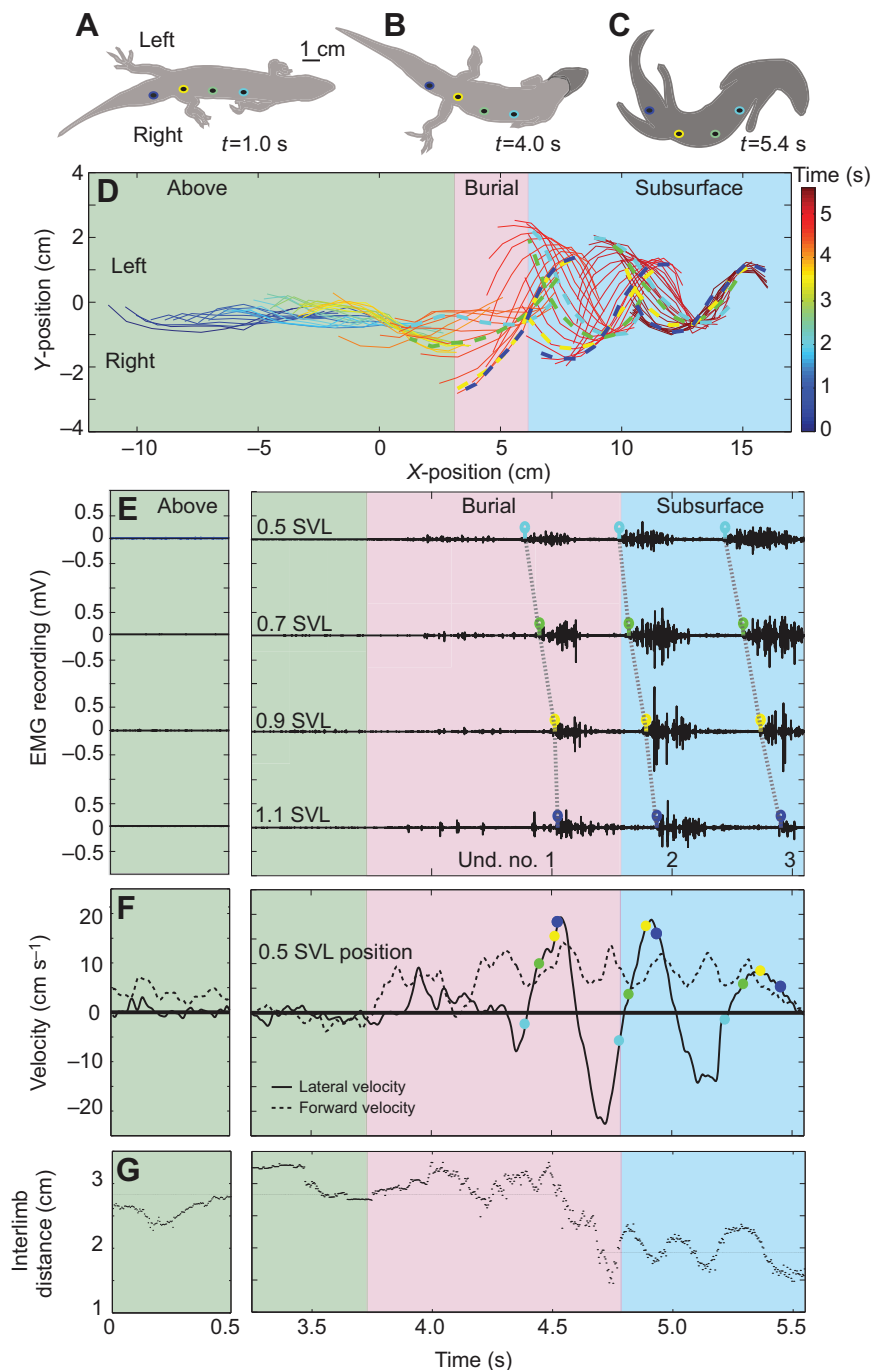 A
B
C
Left
1 cm
Right
t=1.0 s
t=4.0 s
t=5.4 s
Time (s)
D
Above
Burial
Subsurface
Left
Right
Y-position (cm)
4
2
0
–2
–4
–10
–5
0
5
10
15
X-position (cm)
5
4
3
2
1
0
E
Above
Burial
Subsurface
0.5 SVL
0.7 SVL
0.9 SVL
1.1 SVL
EMG recording (mV)
0.5
0
–0.5
0.5
0
–0.5
0.5
0
–0.5
0.5
0
–0.5
Und. no. 1
2
3
F
0.5 SVL position
Velocity (cm s–1)
20
10
0
–10
–20
Lateral velocity
Forward velocity
G
Interlimb
distance (cm)
3
2
1
0
0.5
3.5
4.0
4.5
5.0
5.5
Time (s)